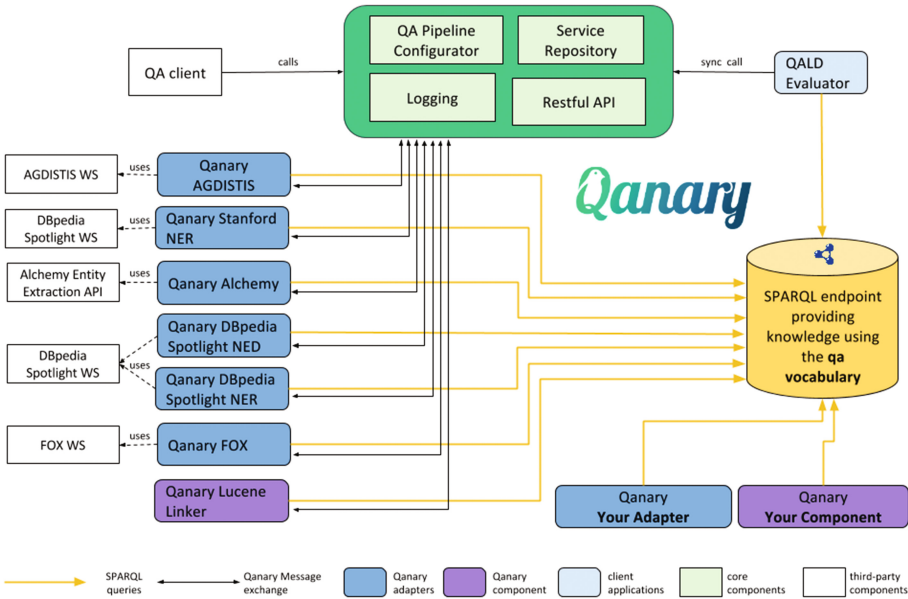 QA Pipeline
Configurator
Service
Repository
QA client
calls
sync call
QALD
Evaluator
Logging
Restful API
AGDISTIS WS
uses
Qanary
AGDISTIS
Qanary
DBpedia
Spotlight WS
uses
Qanary Stanford
NER
Alchemy Entity
Extraction API
uses
Qanary Alchemy
SPARQL endpoint
providing
knowledge using
the qa
vocabulary
Qanary DBpedia
Spotlight NED
DBpedia
Spotlight WS
uses
Qanary DBpedia
Spotlight NER
FOX WS
uses
Qanary FOX
Qanary Lucene
Linker
Qanary
Your Adapter
Qanary
Your Component
SPARQL
queries
Qanary Message
exchange
Qanary
adapters
Qanary
component
client
applications
core
components
third-party
components